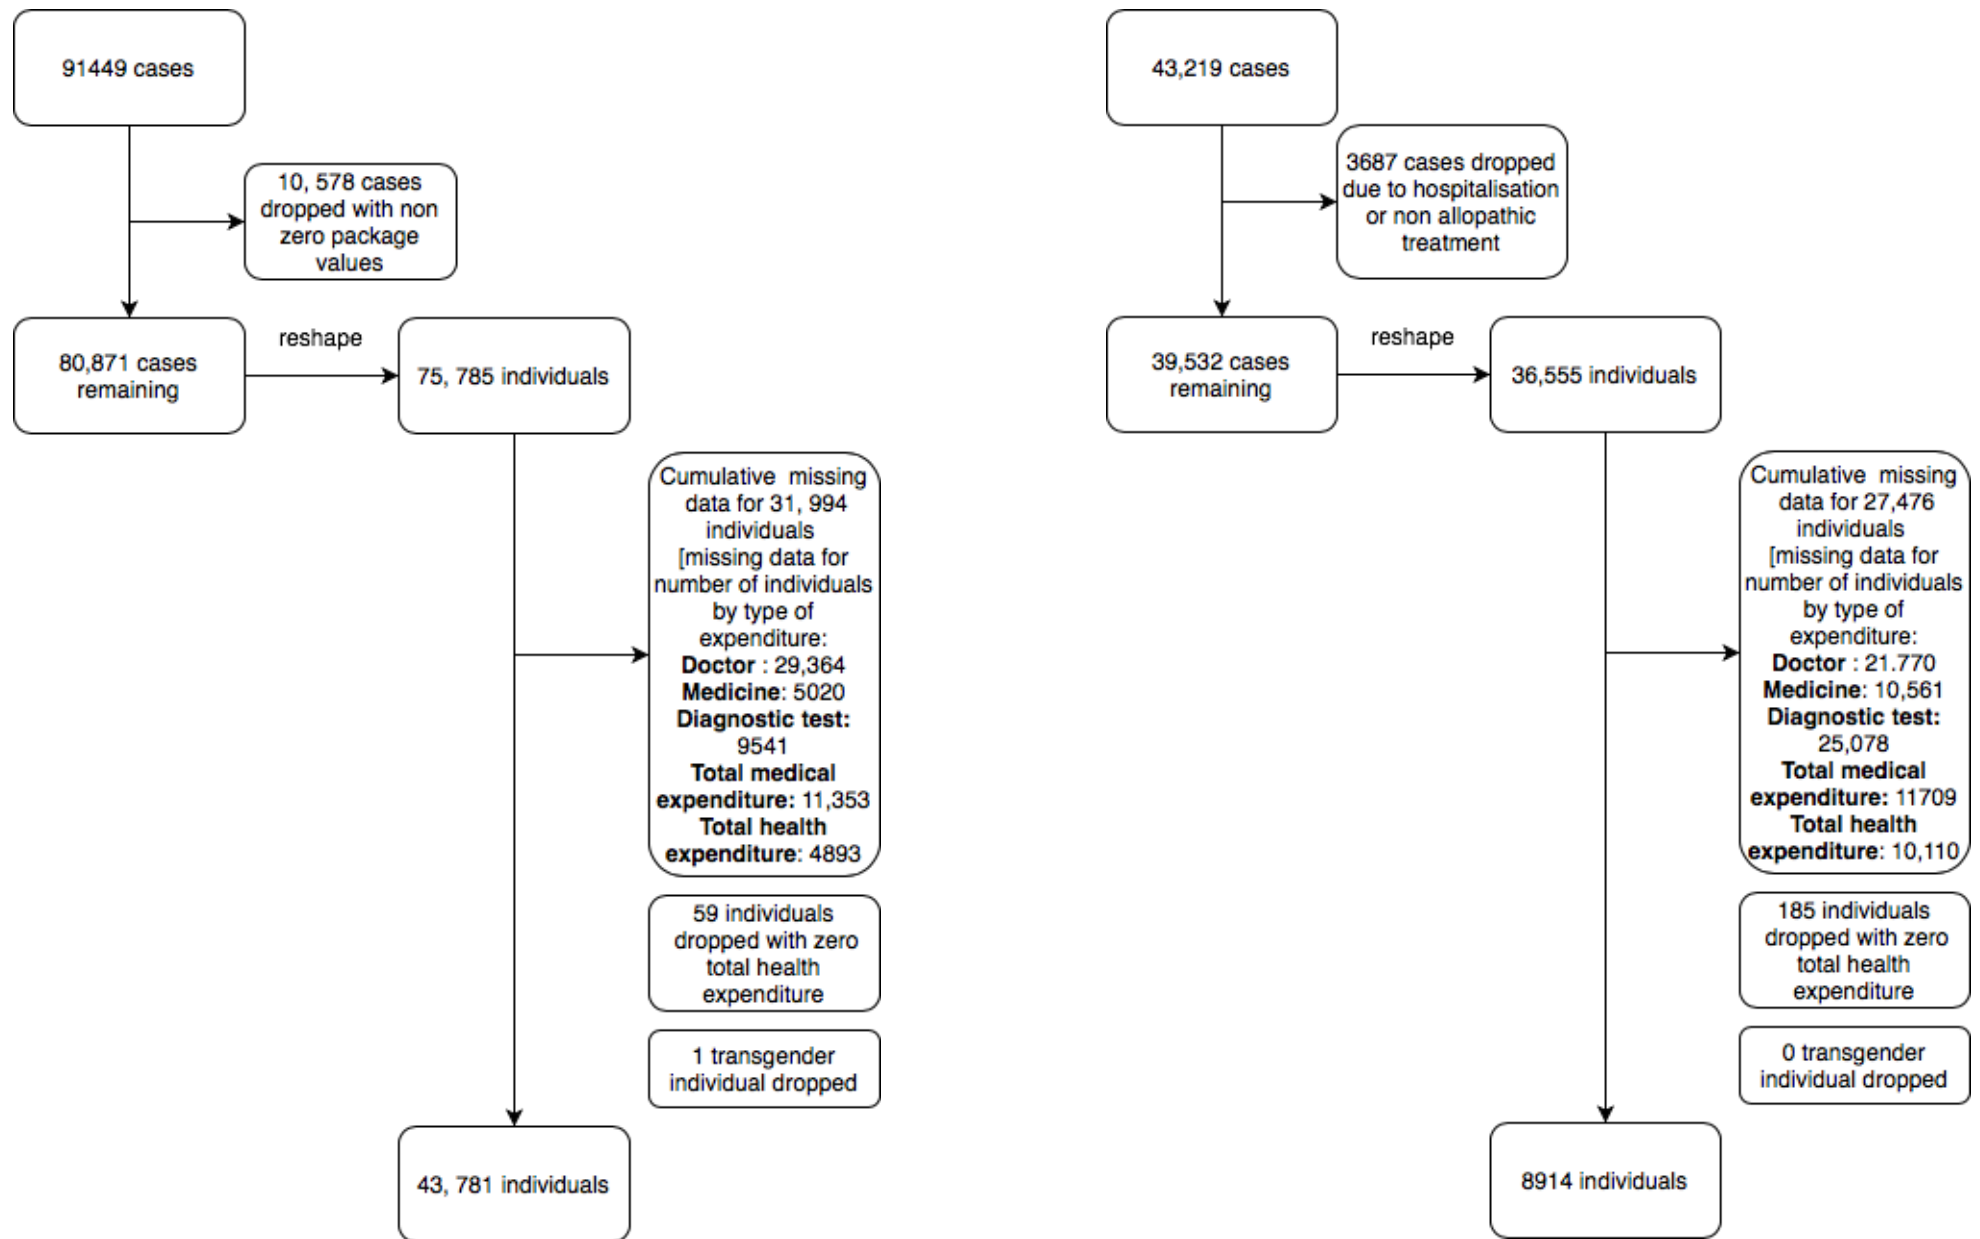 91449 cases
10, 578 cases
dropped with non
zero package
values
80,871 cases
remaining
reshape
75, 785 individuals
Cumulative missing
data for 31, 994
individuals
[missing data for
number of individuals
by type of
expenditure:
Doctor : 29,364
Medicine: 5020
Diagnostic test:
9541
Total medical
expenditure: 11,353
Total health
expenditure: 4893
59 individuals
dropped with zero
total health
expenditure
1 transgender
individual dropped
43, 781 individuals
43,219 cases
3687 cases dropped
due to hospitalisation
or non allopathic
treatment
39,532 cases
remaining
reshape
36,555 individuals
Cumulative missing
data for 27,476
individuals
[missing data for
number of individuals
by type of
expenditure:
Doctor : 21.770
Medicine: 10,561
Diagnostic test:
25,078
Total medical
expenditure: 11709
Total health
expenditure: 10,110
185 individuals
dropped with zero
total health
expenditure
0 transgender
individual dropped
8914 individuals